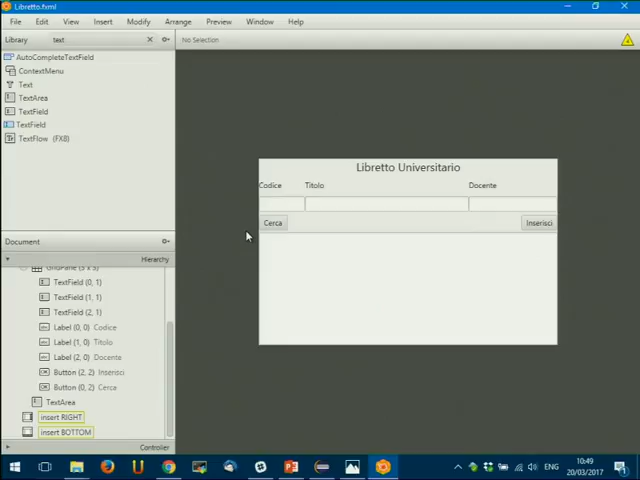 Libretto.fxml
File Edit View Insert Modify Arrange Preview Window Help
Library text No Selection
AutoCompleteTextField
ContextMenu
Text
TextArea
TextField
TextField
TextFlow (FX8)
Libretto Universitario
Codice Titolo Docente
Cerca Inserisci
Document
Hierarchy
GridPane (3 x 3)
TextField (0, 1)
TextField (1, 1)
TextField (2, 1)
Label (0, 0) Codice
Label (1, 0) Titolo
Label (2, 0) Docente
Button (2, 2) Inserisci
Button (0, 2) Cerca
TextArea
insert RIGHT
insert BOTTOM
Controller
ENG
10:49
20/03/2017